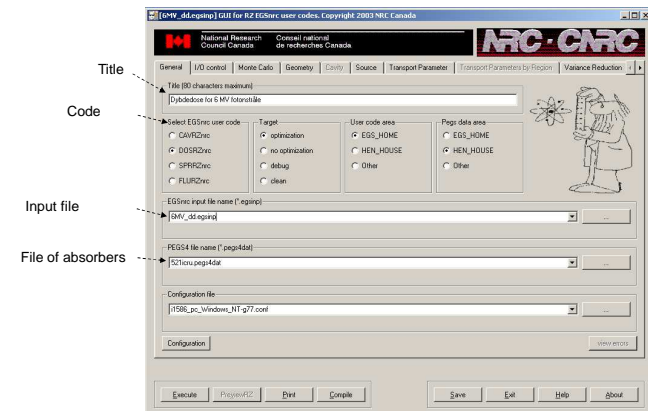 [6MV_dd.egsinp] GUI for RZ EGSnrc user codes. Copyright 2003 NRC Canada
National Research Council Canada
Conseil national de recherches Canada
NRC · CNRC
General I/O control Monte Carlo Geometry Cavity Source Transport Parameter Transport Parameters by Region Variance Reduction
Title
Title (80 characters maximum)
Dybdedose for 6 MV fotonstråle
Code
Select EGSnrc user code Target User code area Pegs data area
CAVRZnrc optimization EGS_HOME EGS_HOME
DOSRZnrc no optimization HEN_HOUSE HEN_HOUSE
SPRRZnrc debug Other Other
FLURZnrc clean
Input file
EGSnrc input file name (*.egsinp)
6MV_dd.egsinp ...
File of absorbers
PEGS4 file name (*.pegs4dat)
521icru.pegs4dat ...
Configuration file
i1586_pc_Windows_NT-g77.conf ...
Configuration view errors
Execute PreviewRZ Print Compile Save Exit Help About